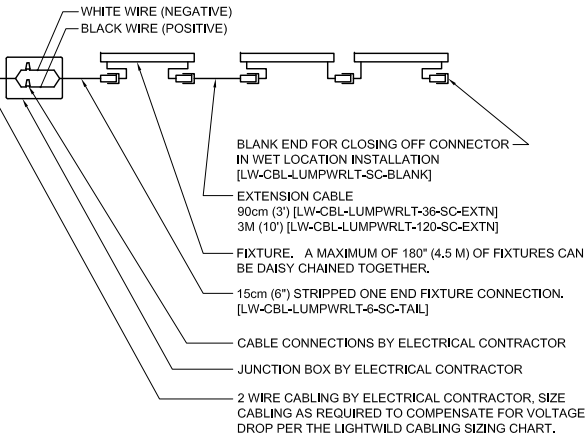 WHITE WIRE (NEGATIVE)
BLACK WIRE (POSITIVE)
BLANK END FOR CLOSING OFF CONNECTOR
IN WET LOCATION INSTALLATION
[LW-CBL-LUMPWRLT-SC-BLANK]
EXTENSION CABLE
90cm (3') [LW-CBL-LUMPWRLT-36-SC-EXTN]
3M (10') [LW-CBL-LUMPWRLT-120-SC-EXTN]
FIXTURE. A MAXIMUM OF 180" (4.5 M) OF FIXTURES CAN
BE DAISY CHAINED TOGETHER.
15cm (6") STRIPPED ONE END FIXTURE CONNECTION.
[LW-CBL-LUMPWRLT-6-SC-TAIL]
CABLE CONNECTIONS BY ELECTRICAL CONTRACTOR
JUNCTION BOX BY ELECTRICAL CONTRACTOR
2 WIRE CABLING BY ELECTRICAL CONTRACTOR, SIZE
CABLING AS REQUIRED TO COMPENSATE FOR VOLTAGE
DROP PER THE LIGHTWILD CABLING SIZING CHART.